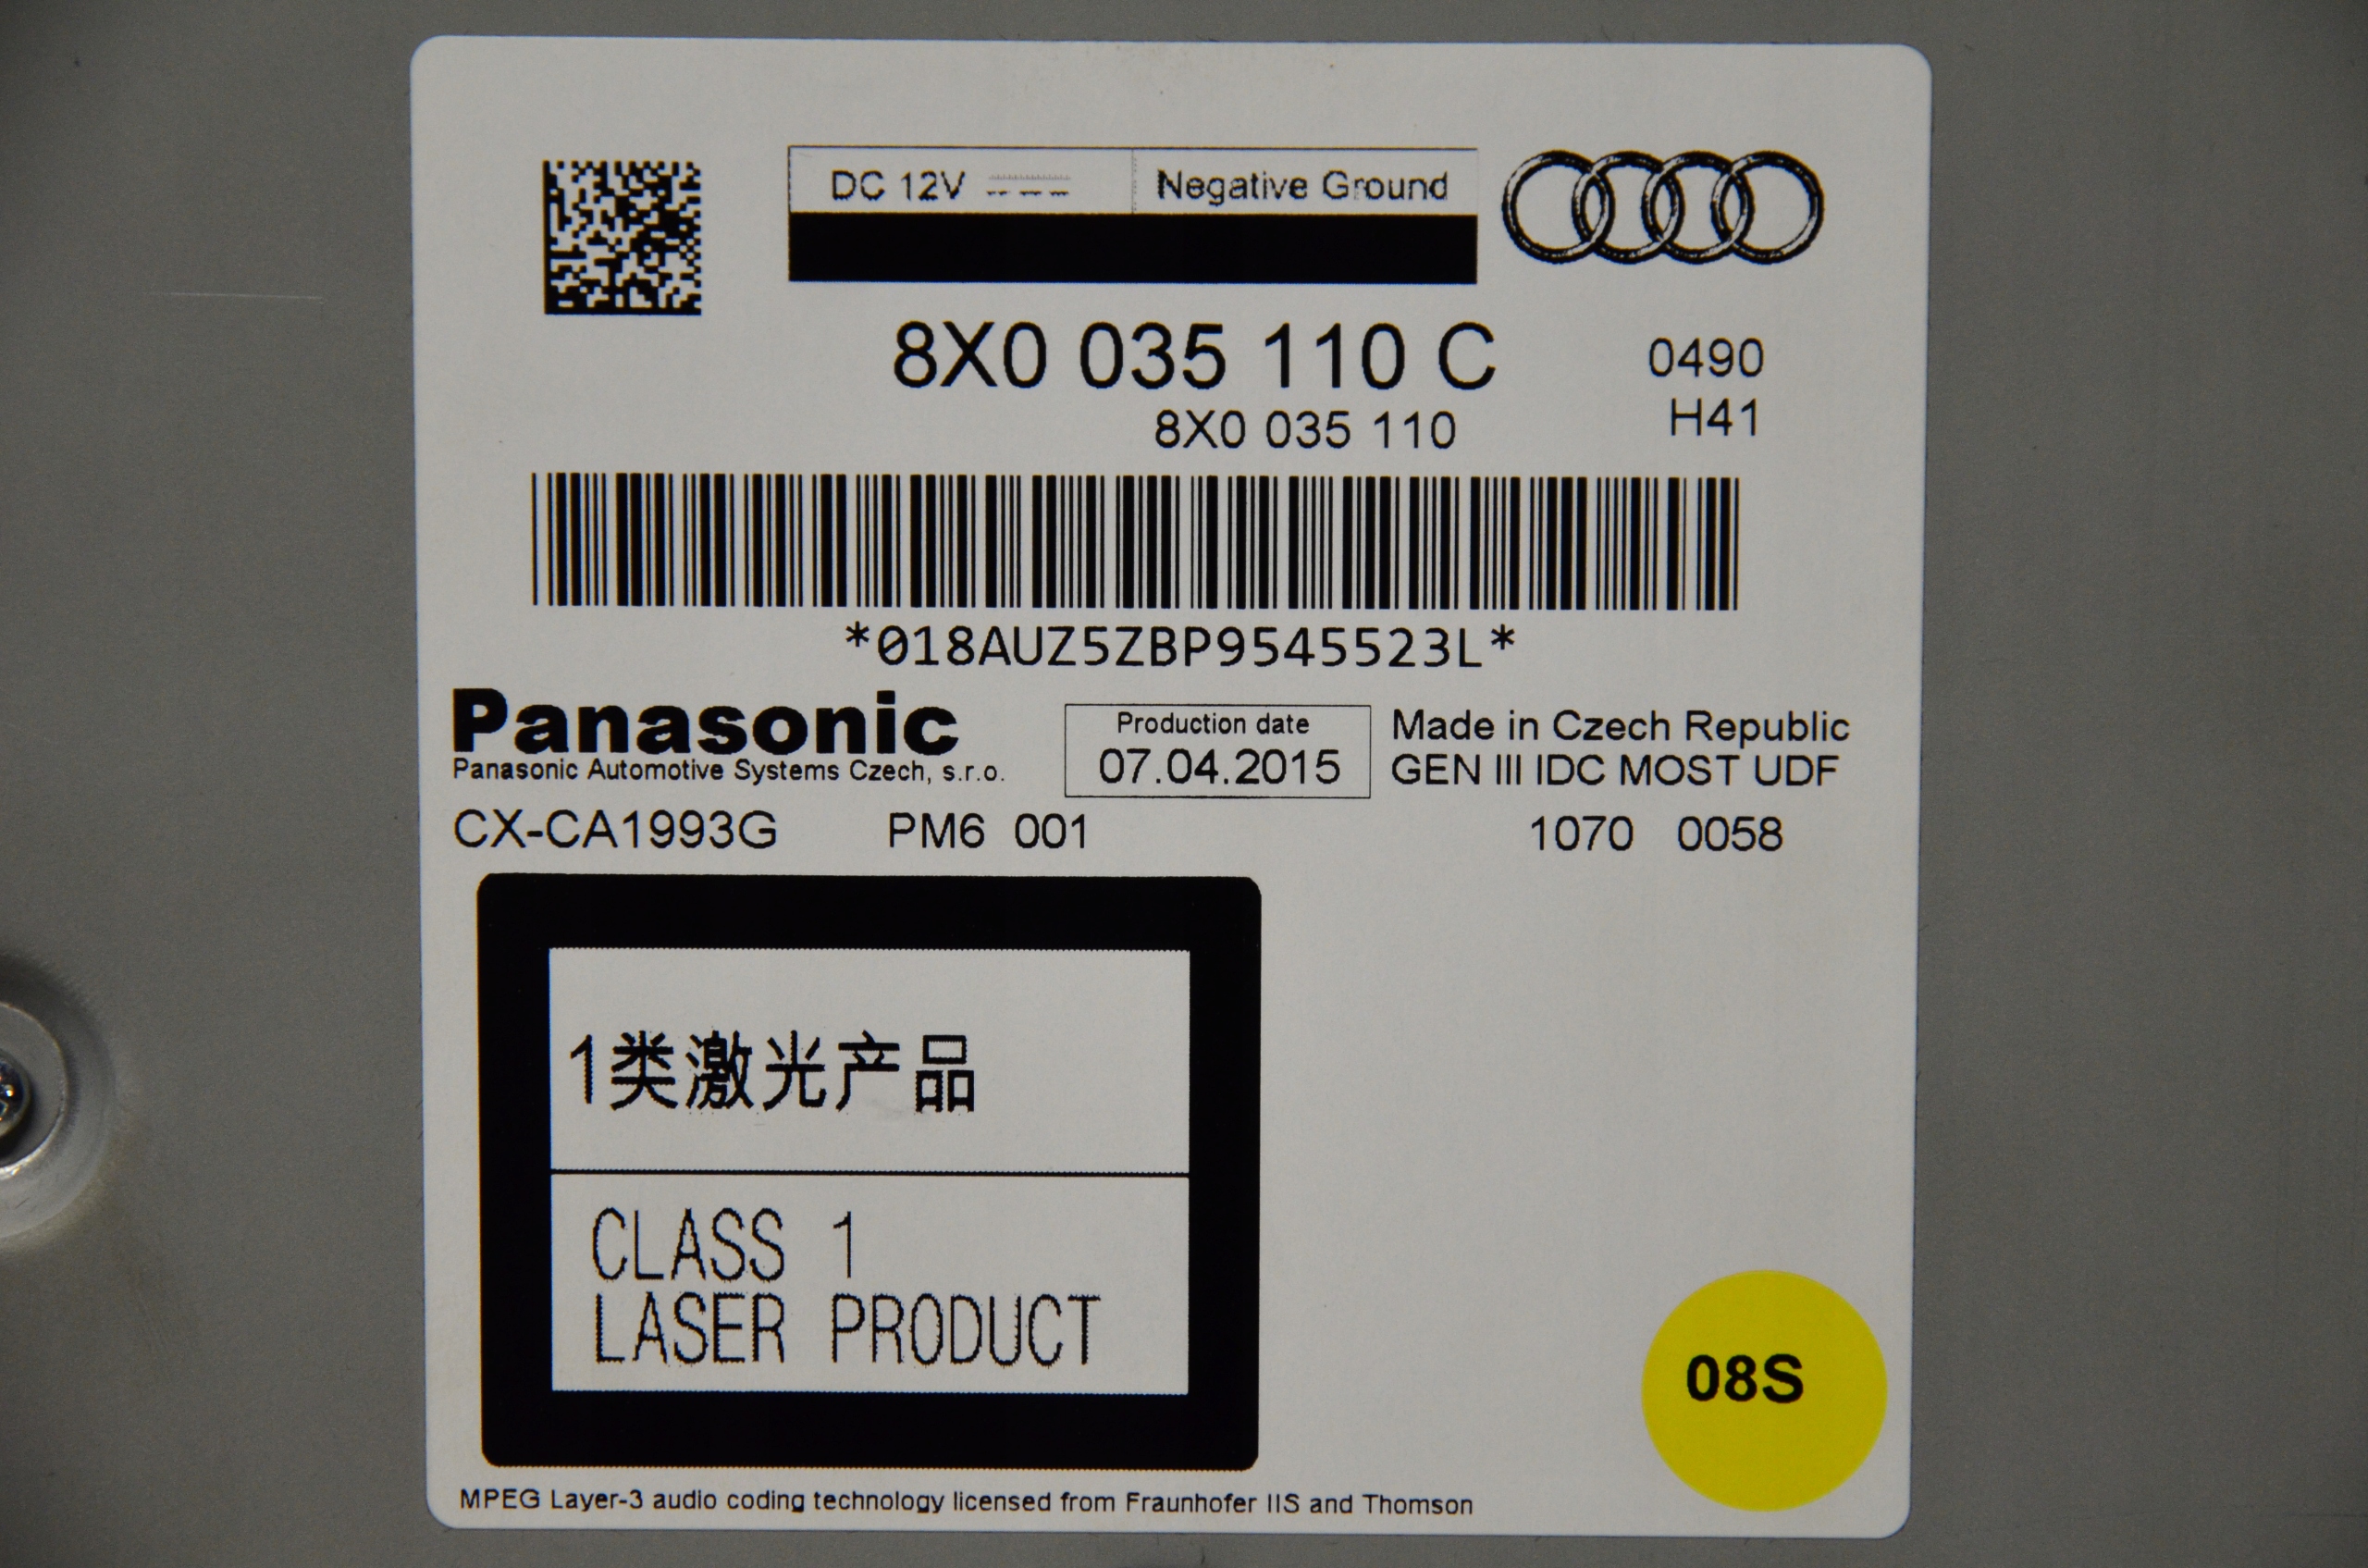 DC 12V Negative Ground
8X0 035 110 C 0490
8X0 035 110 H41
*018AUZ5ZBP9545523L*
Panasonic Production date Made in Czech Republic
Panasonic Automotive Systems Czech, s.r.o. 07.04.2015 GEN III IDC MOST UDF
CX-CA1993G PM6 001 1070 0058
1类激光产品
CLASS 1
LASER PRODUCT
08S
MPEG Layer-3 audio coding technology licensed from Fraunhofer IIS and Thomson